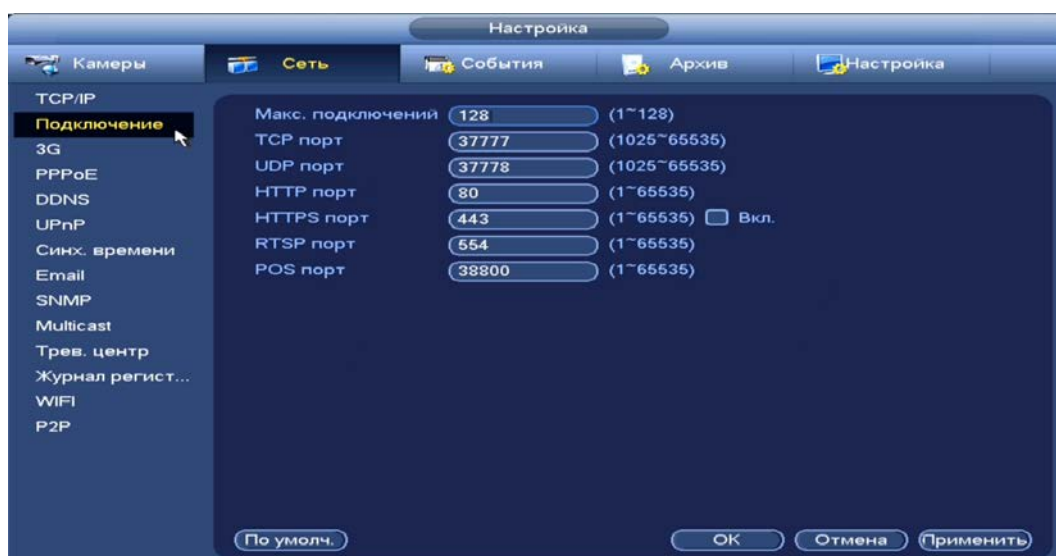 Настройка
Камеры Сеть События Архив Настройка
TCP/IP
Подключение
3G
PPPoE
DDNS
UPnP
Синх. времени
Email
SNMP
Multicast
Трев. центр
Журнал регист...
WIFI
P2P
Макс. подключений 128 (1~128)
TCP порт 37777 (1025~65535)
UDP порт 37778 (1025~65535)
HTTP порт 80 (1~65535)
HTTPS порт 443 (1~65535) Вкл.
RTSP порт 554 (1~65535)
POS порт 38800 (1~65535)
По умолч. OK Отмена Применить